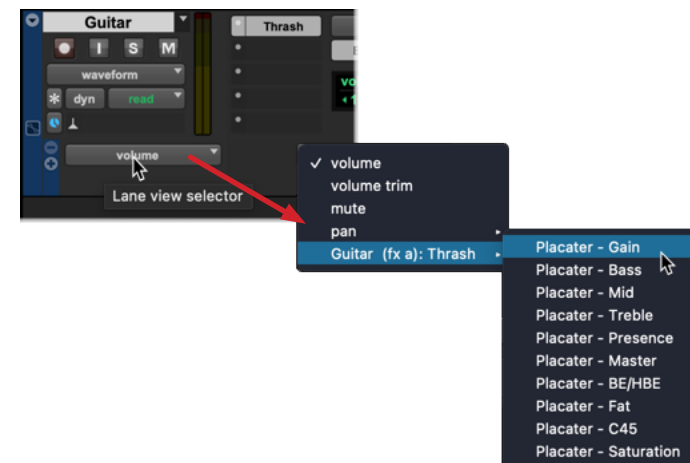 Guitar
Thrash
I S M
waveform
dyn read
volume
Lane view selector
✓ volume
volume trim
mute
pan
Guitar (fx a): Thrash
Placater - Gain
Placater - Bass
Placater - Mid
Placater - Treble
Placater - Presence
Placater - Master
Placater - BE/HBE
Placater - Fat
Placater - C45
Placater - Saturation